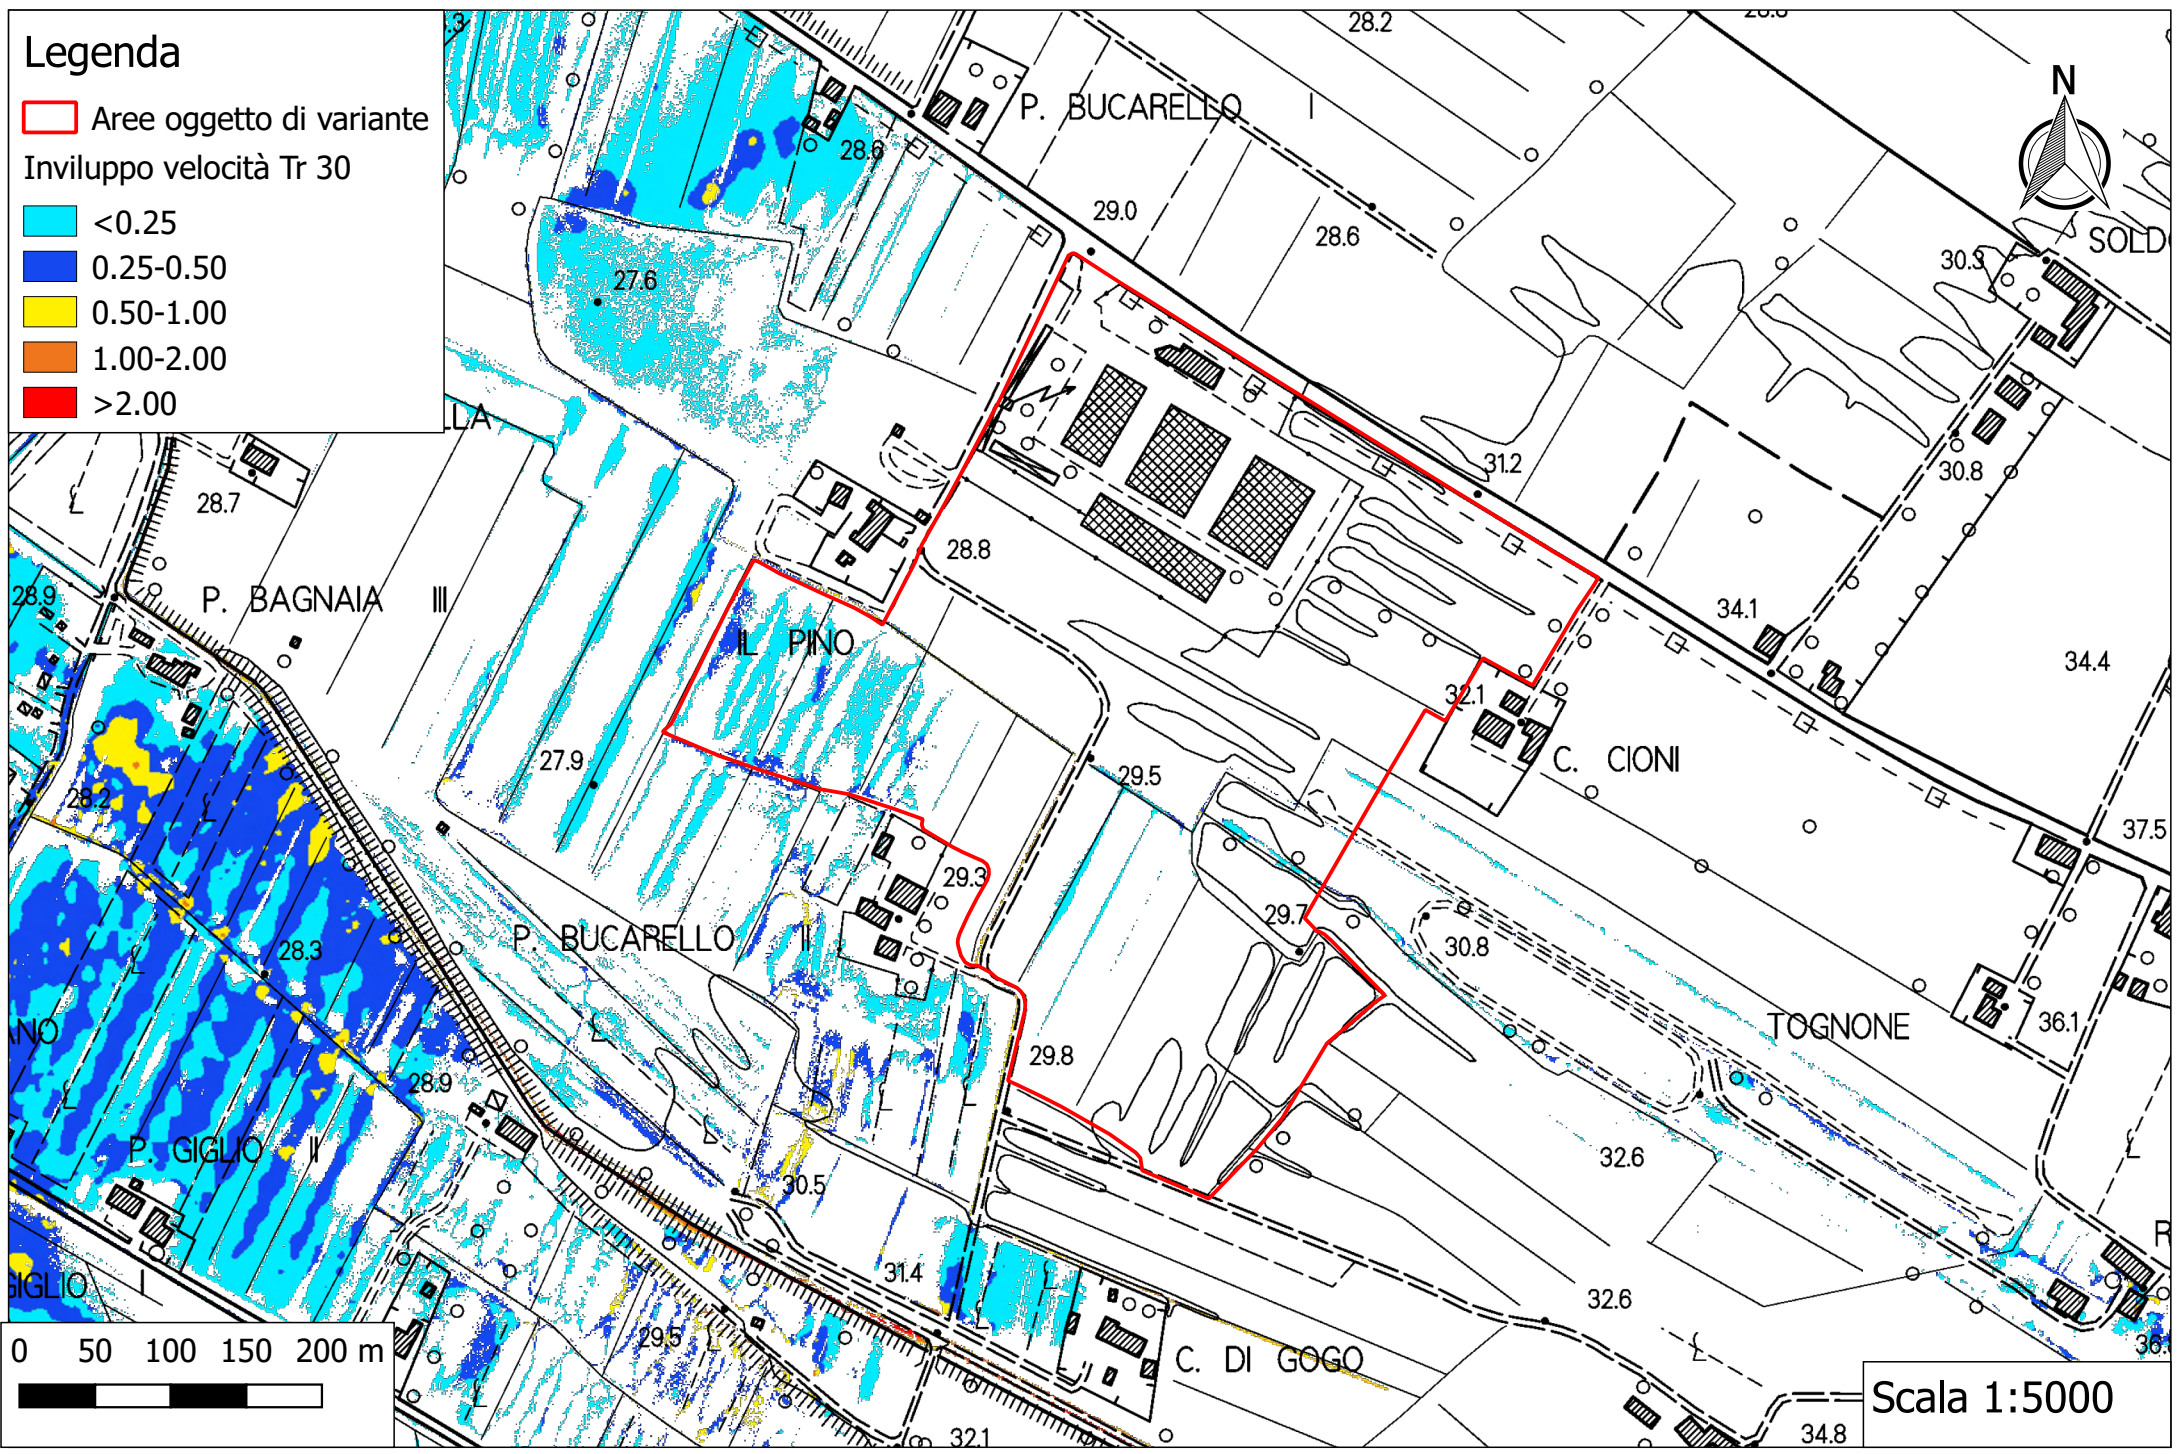 Legenda
Aree oggetto di variante
Inviluppo velocità Tr 30
<0.25
0.25-0.50
0.50-1.00
1.00-2.00
>2.00
28.2
N
P. BUCARELLO I
28.6
29.0
28.6
SOLD
30.3
27.6
LLA
31.2
30.8
28.7
28.8
28.9
P. BAGNAIA III
34.1
IL PINO
34.4
32.1
C. CIONI
27.9
29.5
28.2
37.5
29.3
29.7
P. BUCARELLO II
30.8
28.3
TOGNONE
36.1
ANO
29.8
28.9
P. GIGLIO II
32.6
30.5
GIGLIO I
31.4
32.6
R
29.5
C. DI GOGO
0 50 100 150 200 m
Scala 1:5000
32.1
34.8